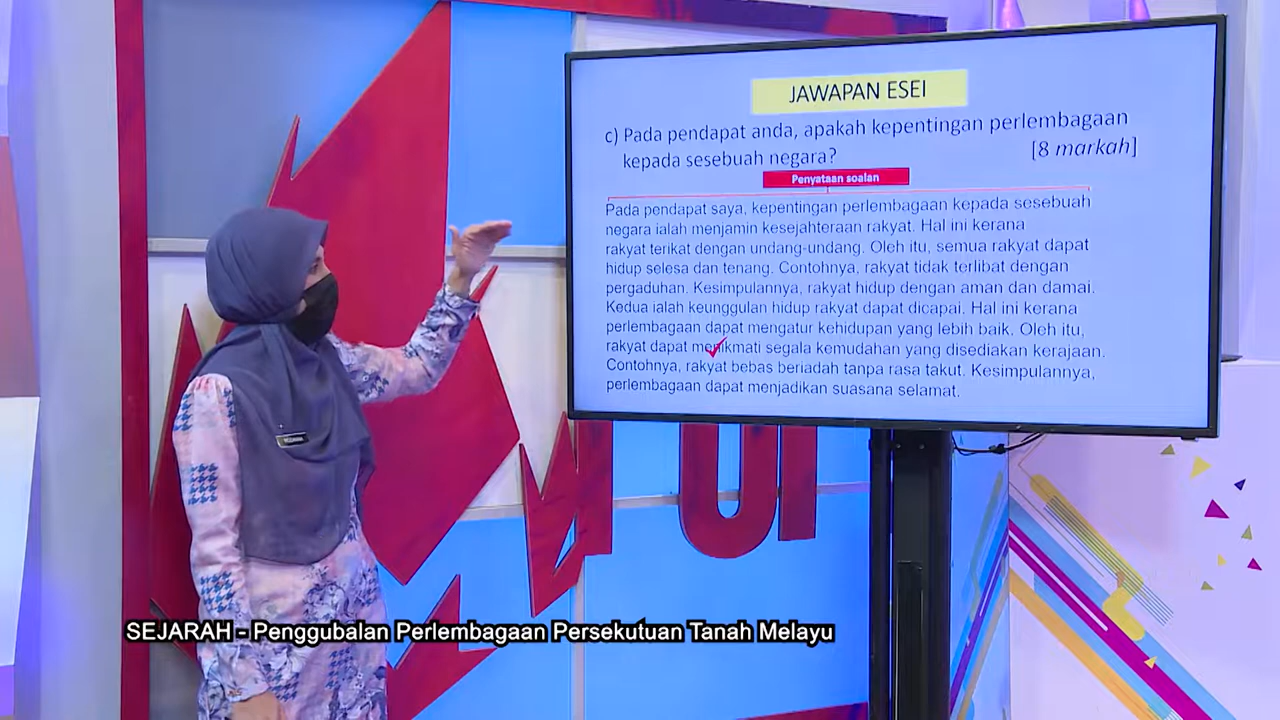 JAWAPAN ESEI
c) Pada pendapat anda, apakah kepentingan perlembagaan
kepada sesebuah negara? [8 markah]
Penyataan soalan
Pada pendapat saya, kepentingan perlembagaan kepada sesebuah
negara ialah menjamin kesejahteraan rakyat. Hal ini kerana
rakyat terikat dengan undang-undang. Oleh itu, semua rakyat dapat
hidup selesa dan tenang. Contohnya, rakyat tidak terlibat dengan
pergaduhan. Kesimpulannya, rakyat hidup dengan aman dan damai.
Kedua ialah keunggulan hidup rakyat dapat dicapai. Hal ini kerana
perlembagaan dapat mengatur kehidupan yang lebih baik. Oleh itu,
rakyat dapat menikmati segala kemudahan yang disediakan kerajaan.
Contohnya, rakyat bebas beriadah tanpa rasa takut. Kesimpulannya,
perlembagaan dapat menjadikan suasana selamat.
SEJARAH - Penggubalan Perlembagaan Persekutuan Tanah Melayu